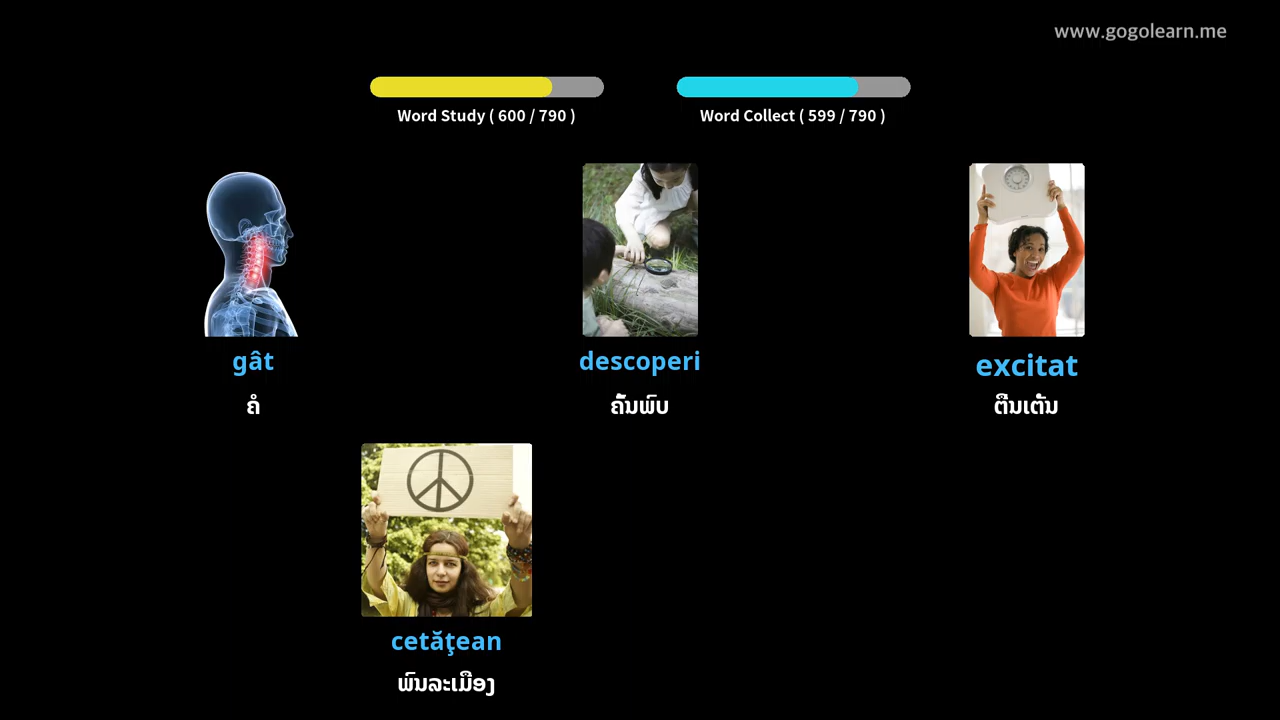 www.gogolearn.me
Word Study ( 600 / 790 )
Word Collect ( 599 / 790 )
gât
descoperi
excitat
ຄໍ
ຄົ້ນພົບ
ຕື່ນເຕັ້ນ
cetăţean
ພົນລະເມືອງ